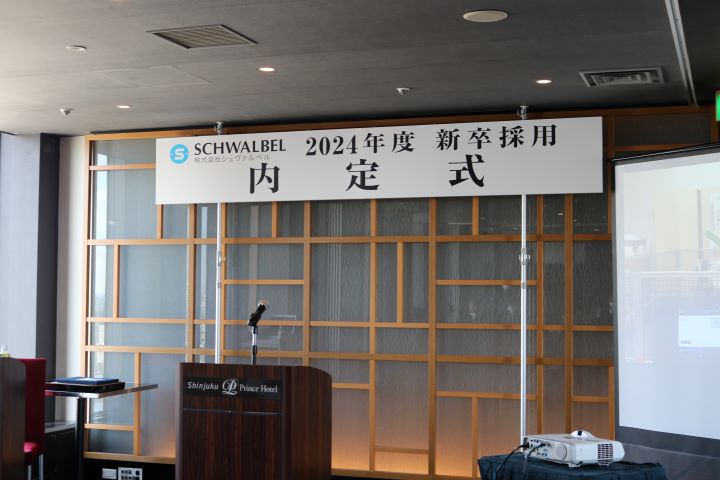 SCHWALBEL 2024年度 新卒採用
株式会社シュヴァルベル
内定式
Shinjuku Prince Hotel